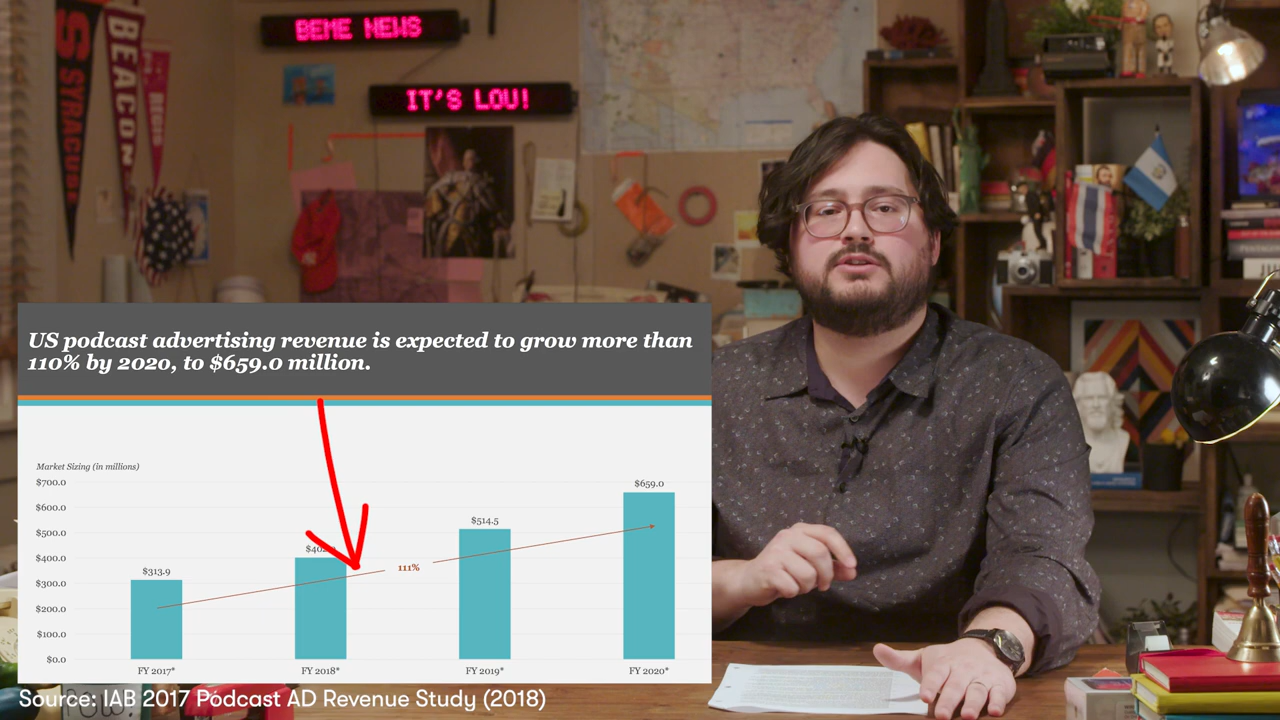 BEME NEWS
IT'S LOU!
SYRACUSE
BEACON
REGIS
US podcast advertising revenue is expected to grow more than
110% by 2020, to $659.0 million.
Market Sizing (in millions)
$700.0
$600.0
$500.0
$400.0
$300.0
$200.0
$100.0
$0.0
$313.9
$514.5
$659.0
111%
FY 2017*
FY 2018*
FY 2019*
FY 2020*
Source: IAB 2017 Podcast AD Revenue Study (2018)